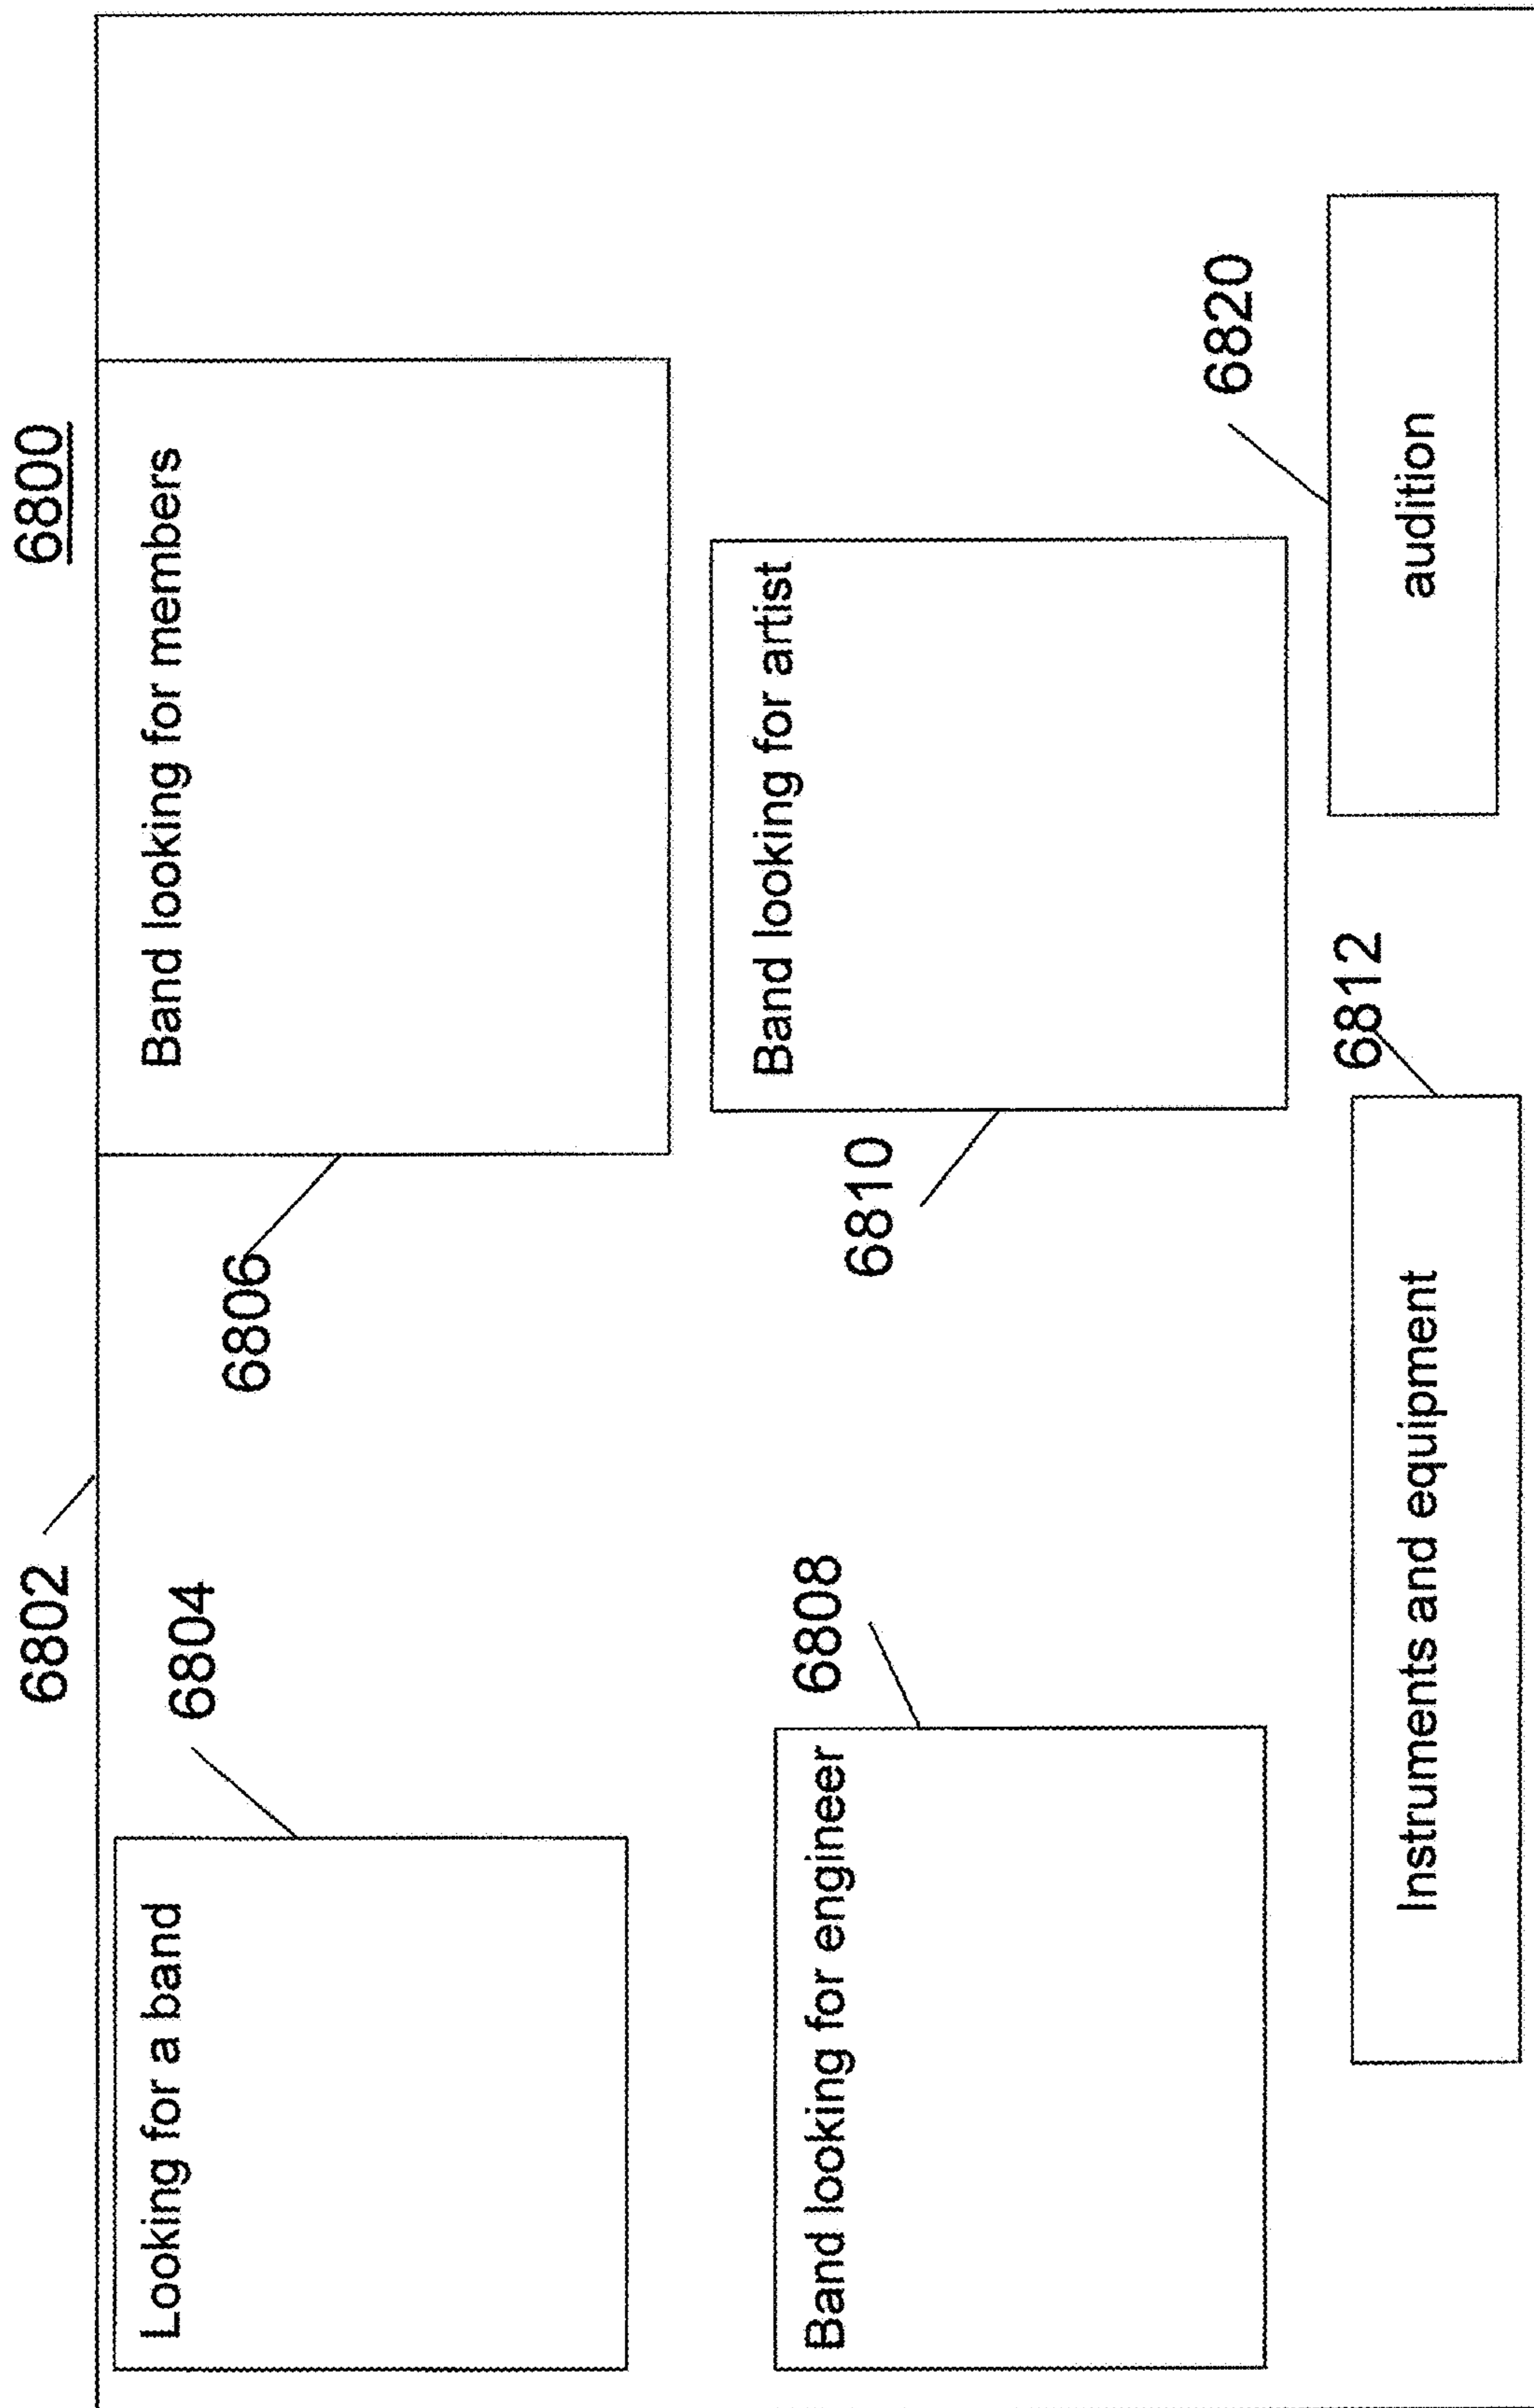 6800
6802
6804
Looking for a band
6806
Band looking for members
6808
Band looking for engineer
6810
Band looking for artist
6812
Instruments and equipment
6820
audition